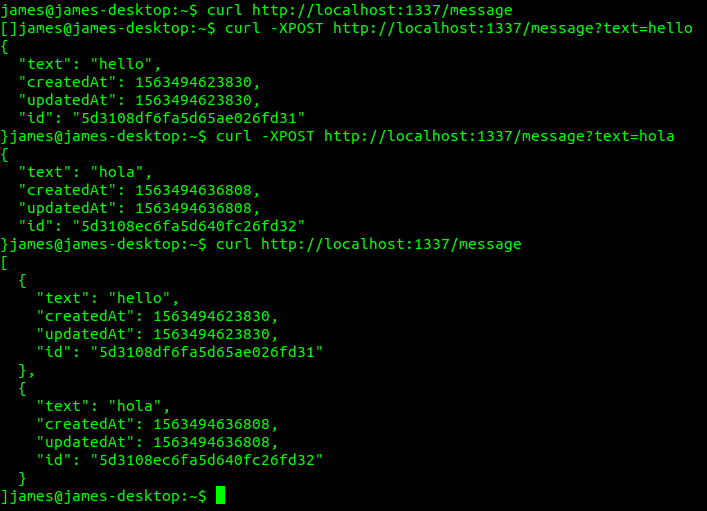 james@james-desktop:~$ curl http://localhost:1337/message
[]james@james-desktop:~$ curl -XPOST http://localhost:1337/message?text=hello
{
  "text": "hello",
  "createdAt": 1563494623830,
  "updatedAt": 1563494623830,
  "id": "5d3108df6fa5d65ae026fd31"
}james@james-desktop:~$ curl -XPOST http://localhost:1337/message?text=hola
{
  "text": "hola",
  "createdAt": 1563494636808,
  "updatedAt": 1563494636808,
  "id": "5d3108ec6fa5d640fc26fd32"
}james@james-desktop:~$ curl http://localhost:1337/message
[
  {
    "text": "hello",
    "createdAt": 1563494623830,
    "updatedAt": 1563494623830,
    "id": "5d3108df6fa5d65ae026fd31"
  },
  {
    "text": "hola",
    "createdAt": 1563494636808,
    "updatedAt": 1563494636808,
    "id": "5d3108ec6fa5d640fc26fd32"
  }
]james@james-desktop:~$